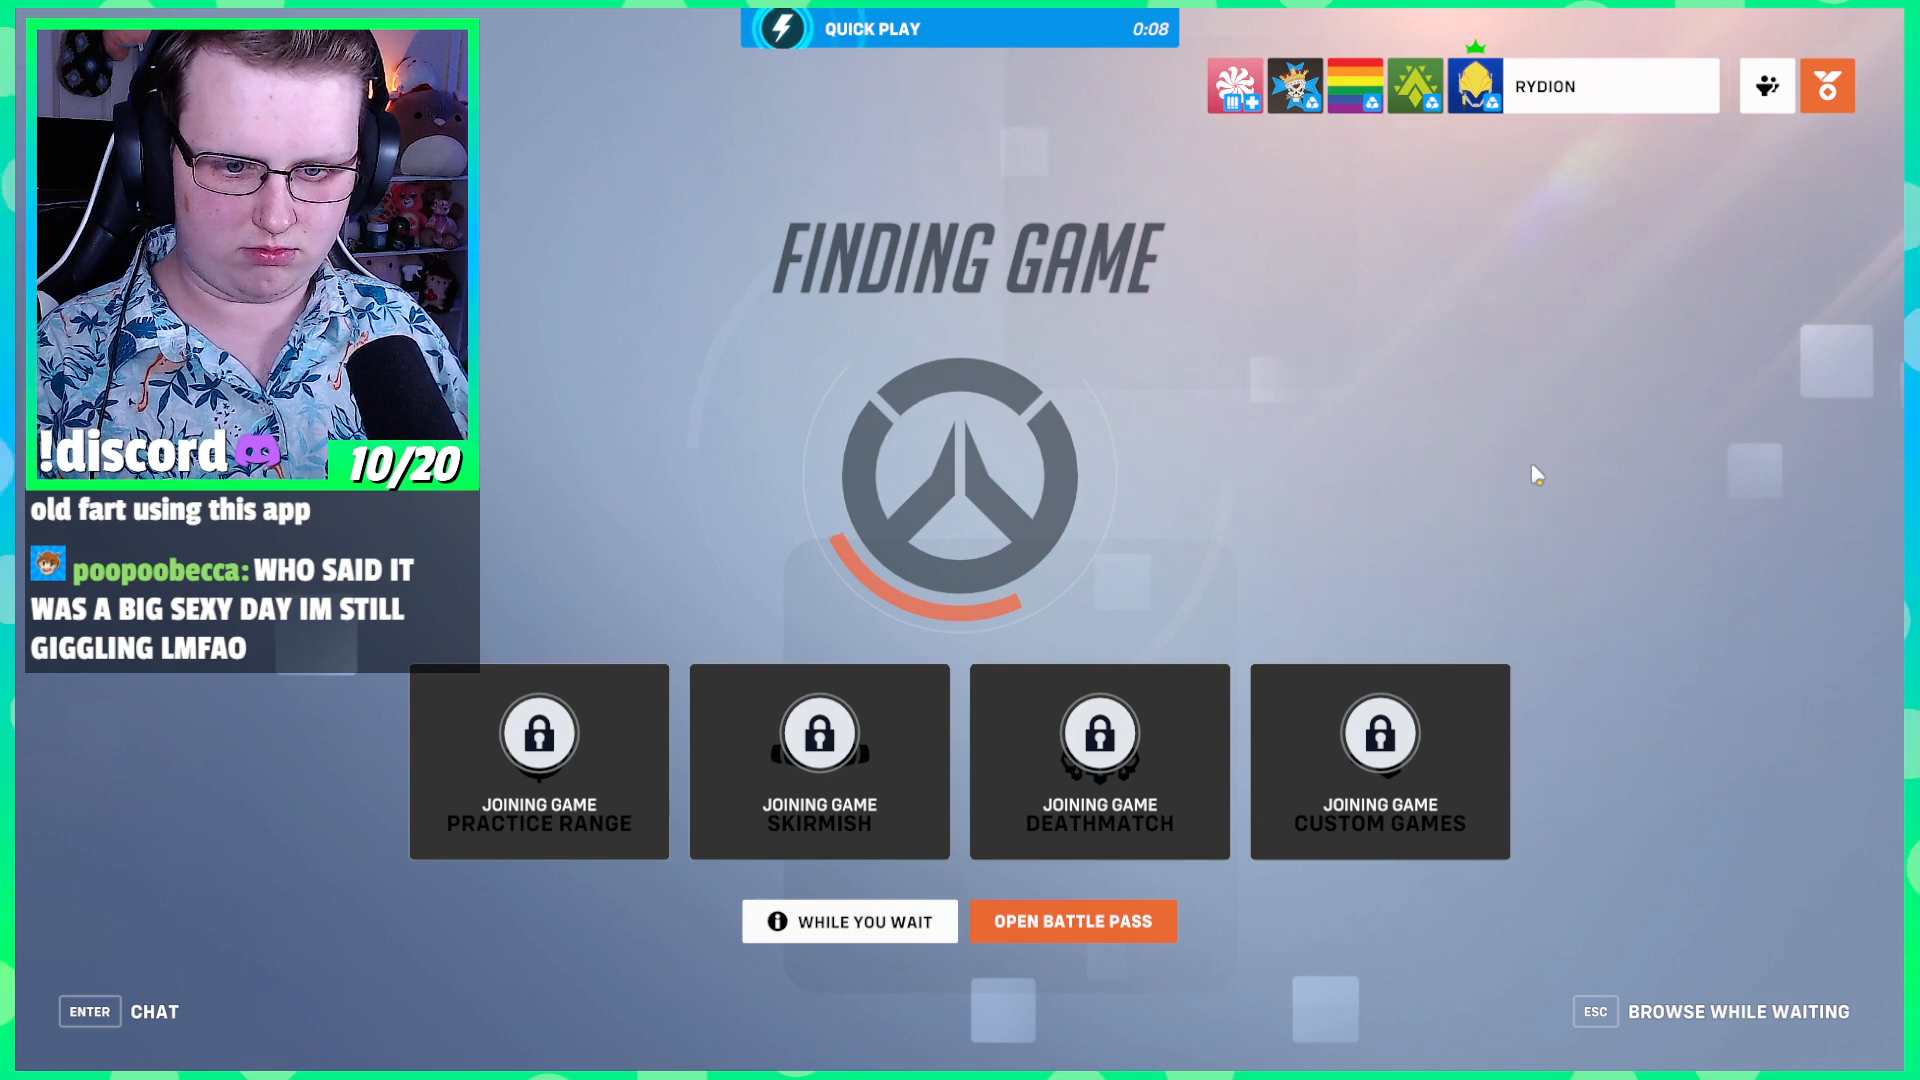 QUICK PLAY
0:08
RYDION
FINDING GAME
!discord
10/20
old fart using this app
poopoobecca: WHO SAID IT
WAS A BIG SEXY DAY IM STILL
GIGGLING LMFAO
JOINING GAME
PRACTICE RANGE
JOINING GAME
SKIRMISH
JOINING GAME
DEATHMATCH
JOINING GAME
CUSTOM GAMES
WHILE YOU WAIT
OPEN BATTLE PASS
ENTER CHAT
ESC BROWSE WHILE WAITING